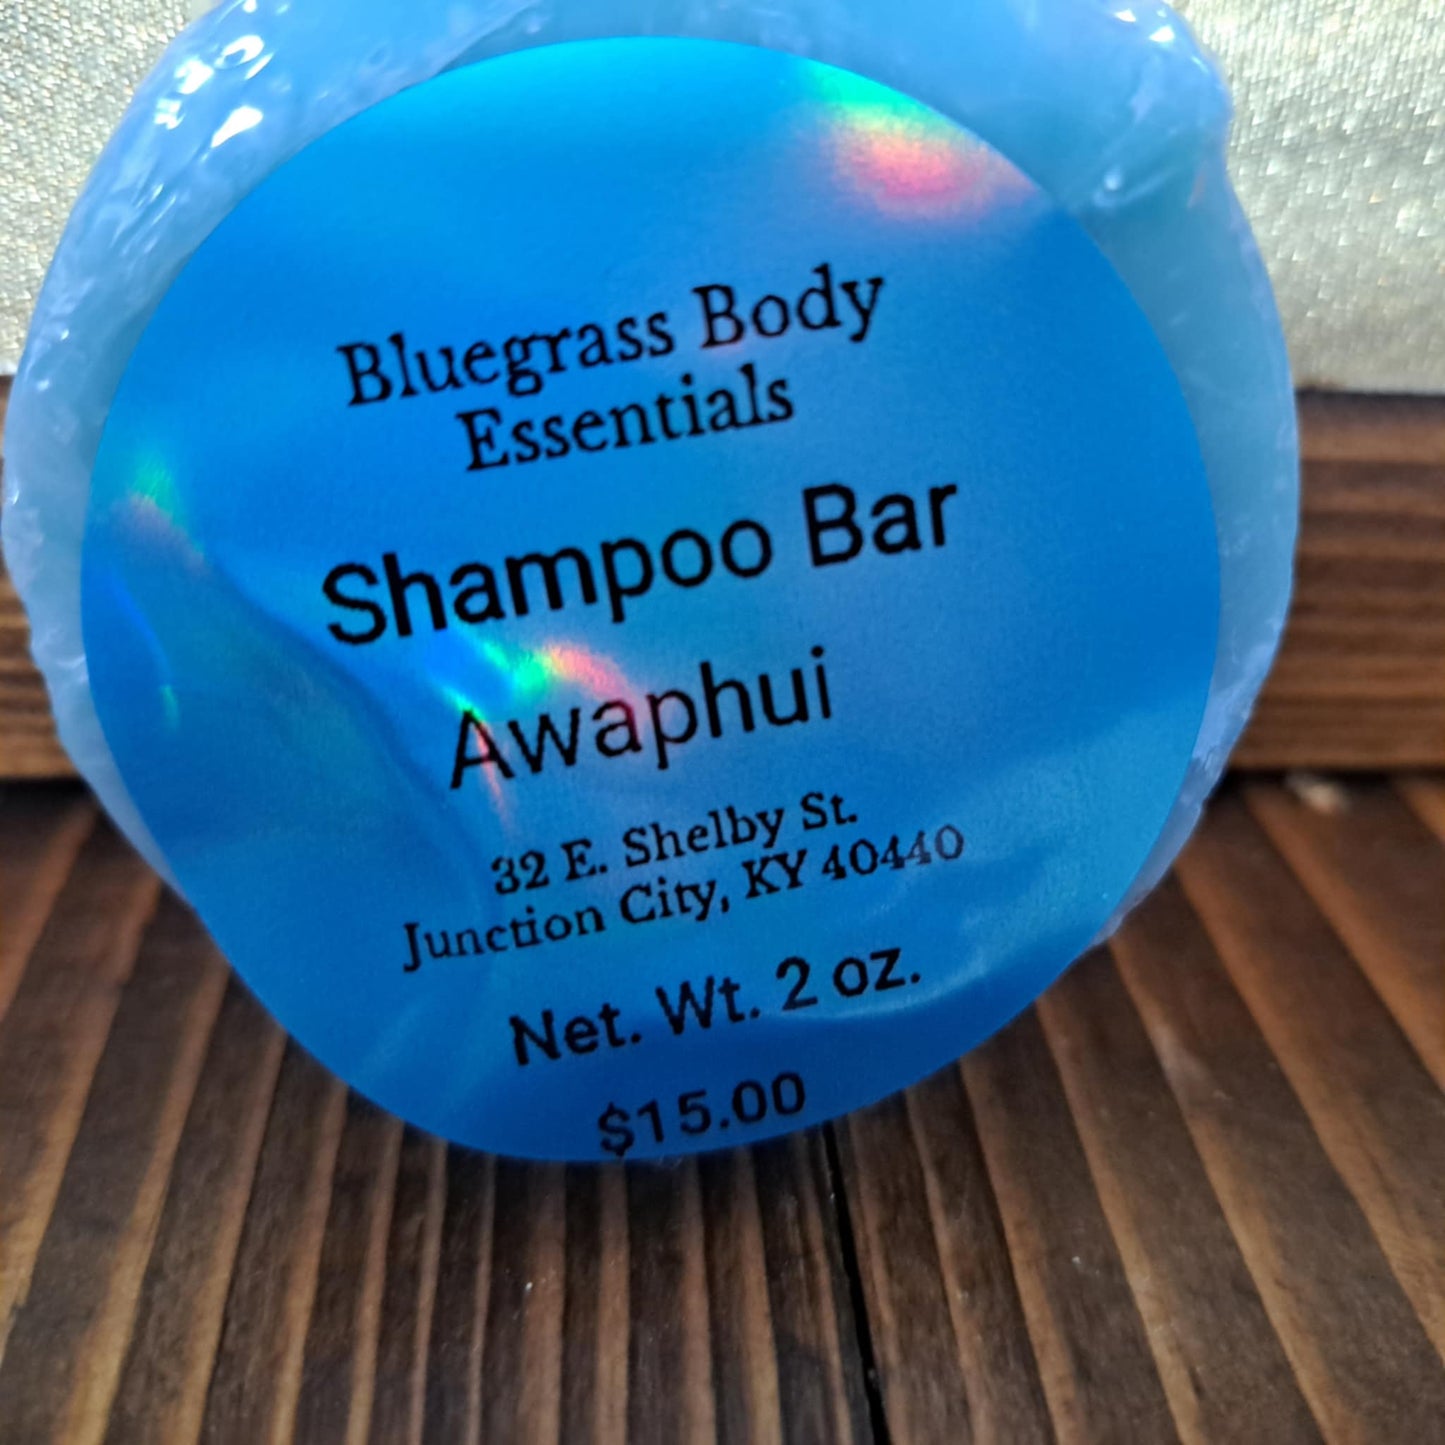 Bluegrass Body
Essentials
Shampoo Bar
Awaphui
32 E. Shelby St.
Junction City, KY 40440
Net. Wt. 2 oz.
$15.00